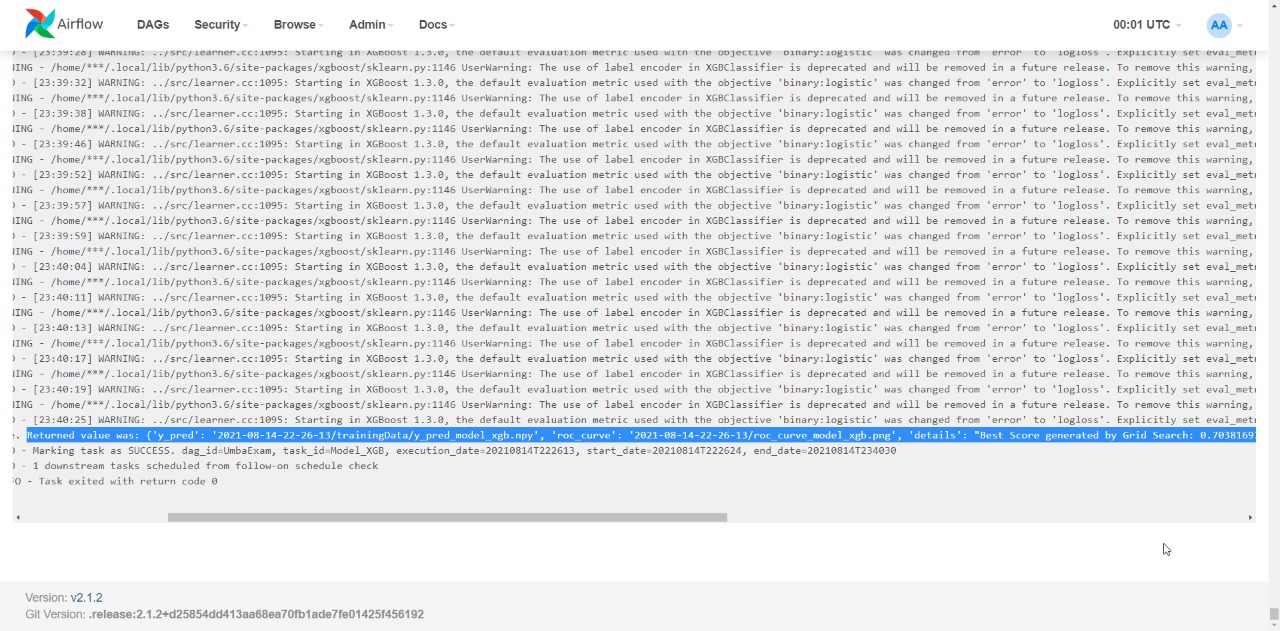 Airflow
DAGs
Security
Browse
Admin
Docs
00:01 UTC
AA
- [23:39:28] WARNING: ../src/learner.cc:1095: Starting in XGBoost 1.3.0, the default evaluation metric used with the objective 'binary:logistic' was changed from 'error' to 'logloss'. Explicitly set eval_metr
NING - /home/***/.local/lib/python3.6/site-packages/xgboost/sklearn.py:1146 UserWarning: The use of label encoder in XGBClassifier is deprecated and will be removed in a future release. To remove this warning,
- [23:39:32] WARNING: ../src/learner.cc:1095: Starting in XGBoost 1.3.0, the default evaluation metric used with the objective 'binary:logistic' was changed from 'error' to 'logloss'. Explicitly set eval_metr
NING - /home/***/.local/lib/python3.6/site-packages/xgboost/sklearn.py:1146 UserWarning: The use of label encoder in XGBClassifier is deprecated and will be removed in a future release. To remove this warning,
- [23:39:38] WARNING: ../src/learner.cc:1095: Starting in XGBoost 1.3.0, the default evaluation metric used with the objective 'binary:logistic' was changed from 'error' to 'logloss'. Explicitly set eval_metr
NING - /home/***/.local/lib/python3.6/site-packages/xgboost/sklearn.py:1146 UserWarning: The use of label encoder in XGBClassifier is deprecated and will be removed in a future release. To remove this warning,
- [23:39:46] WARNING: ../src/learner.cc:1095: Starting in XGBoost 1.3.0, the default evaluation metric used with the objective 'binary:logistic' was changed from 'error' to 'logloss'. Explicitly set eval_metr
NING - /home/***/.local/lib/python3.6/site-packages/xgboost/sklearn.py:1146 UserWarning: The use of label encoder in XGBClassifier is deprecated and will be removed in a future release. To remove this warning,
- [23:39:52] WARNING: ../src/learner.cc:1095: Starting in XGBoost 1.3.0, the default evaluation metric used with the objective 'binary:logistic' was changed from 'error' to 'logloss'. Explicitly set eval_metr
NING - /home/***/.local/lib/python3.6/site-packages/xgboost/sklearn.py:1146 UserWarning: The use of label encoder in XGBClassifier is deprecated and will be removed in a future release. To remove this warning,
- [23:39:57] WARNING: ../src/learner.cc:1095: Starting in XGBoost 1.3.0, the default evaluation metric used with the objective 'binary:logistic' was changed from 'error' to 'logloss'. Explicitly set eval_metr
NING - /home/***/.local/lib/python3.6/site-packages/xgboost/sklearn.py:1146 UserWarning: The use of label encoder in XGBClassifier is deprecated and will be removed in a future release. To remove this warning,
- [23:39:59] WARNING: ../src/learner.cc:1095: Starting in XGBoost 1.3.0, the default evaluation metric used with the objective 'binary:logistic' was changed from 'error' to 'logloss'. Explicitly set eval_metr
NING - /home/***/.local/lib/python3.6/site-packages/xgboost/sklearn.py:1146 UserWarning: The use of label encoder in XGBClassifier is deprecated and will be removed in a future release. To remove this warning,
- [23:40:04] WARNING: ../src/learner.cc:1095: Starting in XGBoost 1.3.0, the default evaluation metric used with the objective 'binary:logistic' was changed from 'error' to 'logloss'. Explicitly set eval_metr
NING - /home/***/.local/lib/python3.6/site-packages/xgboost/sklearn.py:1146 UserWarning: The use of label encoder in XGBClassifier is deprecated and will be removed in a future release. To remove this warning,
- [23:40:11] WARNING: ../src/learner.cc:1095: Starting in XGBoost 1.3.0, the default evaluation metric used with the objective 'binary:logistic' was changed from 'error' to 'logloss'. Explicitly set eval_metr
NING - /home/***/.local/lib/python3.6/site-packages/xgboost/sklearn.py:1146 UserWarning: The use of label encoder in XGBClassifier is deprecated and will be removed in a future release. To remove this warning,
- [23:40:13] WARNING: ../src/learner.cc:1095: Starting in XGBoost 1.3.0, the default evaluation metric used with the objective 'binary:logistic' was changed from 'error' to 'logloss'. Explicitly set eval_metr
NING - /home/***/.local/lib/python3.6/site-packages/xgboost/sklearn.py:1146 UserWarning: The use of label encoder in XGBClassifier is deprecated and will be removed in a future release. To remove this warning,
- [23:40:17] WARNING: ../src/learner.cc:1095: Starting in XGBoost 1.3.0, the default evaluation metric used with the objective 'binary:logistic' was changed from 'error' to 'logloss'. Explicitly set eval_metr
NING - /home/***/.local/lib/python3.6/site-packages/xgboost/sklearn.py:1146 UserWarning: The use of label encoder in XGBClassifier is deprecated and will be removed in a future release. To remove this warning,
- [23:40:19] WARNING: ../src/learner.cc:1095: Starting in XGBoost 1.3.0, the default evaluation metric used with the objective 'binary:logistic' was changed from 'error' to 'logloss'. Explicitly set eval_metr
NING - /home/***/.local/lib/python3.6/site-packages/xgboost/sklearn.py:1146 UserWarning: The use of label encoder in XGBClassifier is deprecated and will be removed in a future release. To remove this warning,
- [23:40:25] WARNING: ../src/learner.cc:1095: Starting in XGBoost 1.3.0, the default evaluation metric used with the objective 'binary:logistic' was changed from 'error' to 'logloss'. Explicitly set eval_metr
. Returned value was: {'y_pred': '2021-08-14-22-26-13/trainingData/y_pred_model_xgb.npy', 'roc_curve': '2021-08-14-22-26-13/roc_curve_model_xgb.png', 'details': "Best Score generated by Grid Search: 0.7038169
- Marking task as SUCCESS. dag_id=UmbaExam, task_id=Model_XGB, execution_date=20210814T222613, start_date=20210814T222624, end_date=20210814T234030
- 1 downstream tasks scheduled from follow-on schedule check
FO - Task exited with return code 0
Version: v2.1.2
Git Version: .release:2.1.2+d25854dd413aa68ea70fb1ade7fe01425f456192